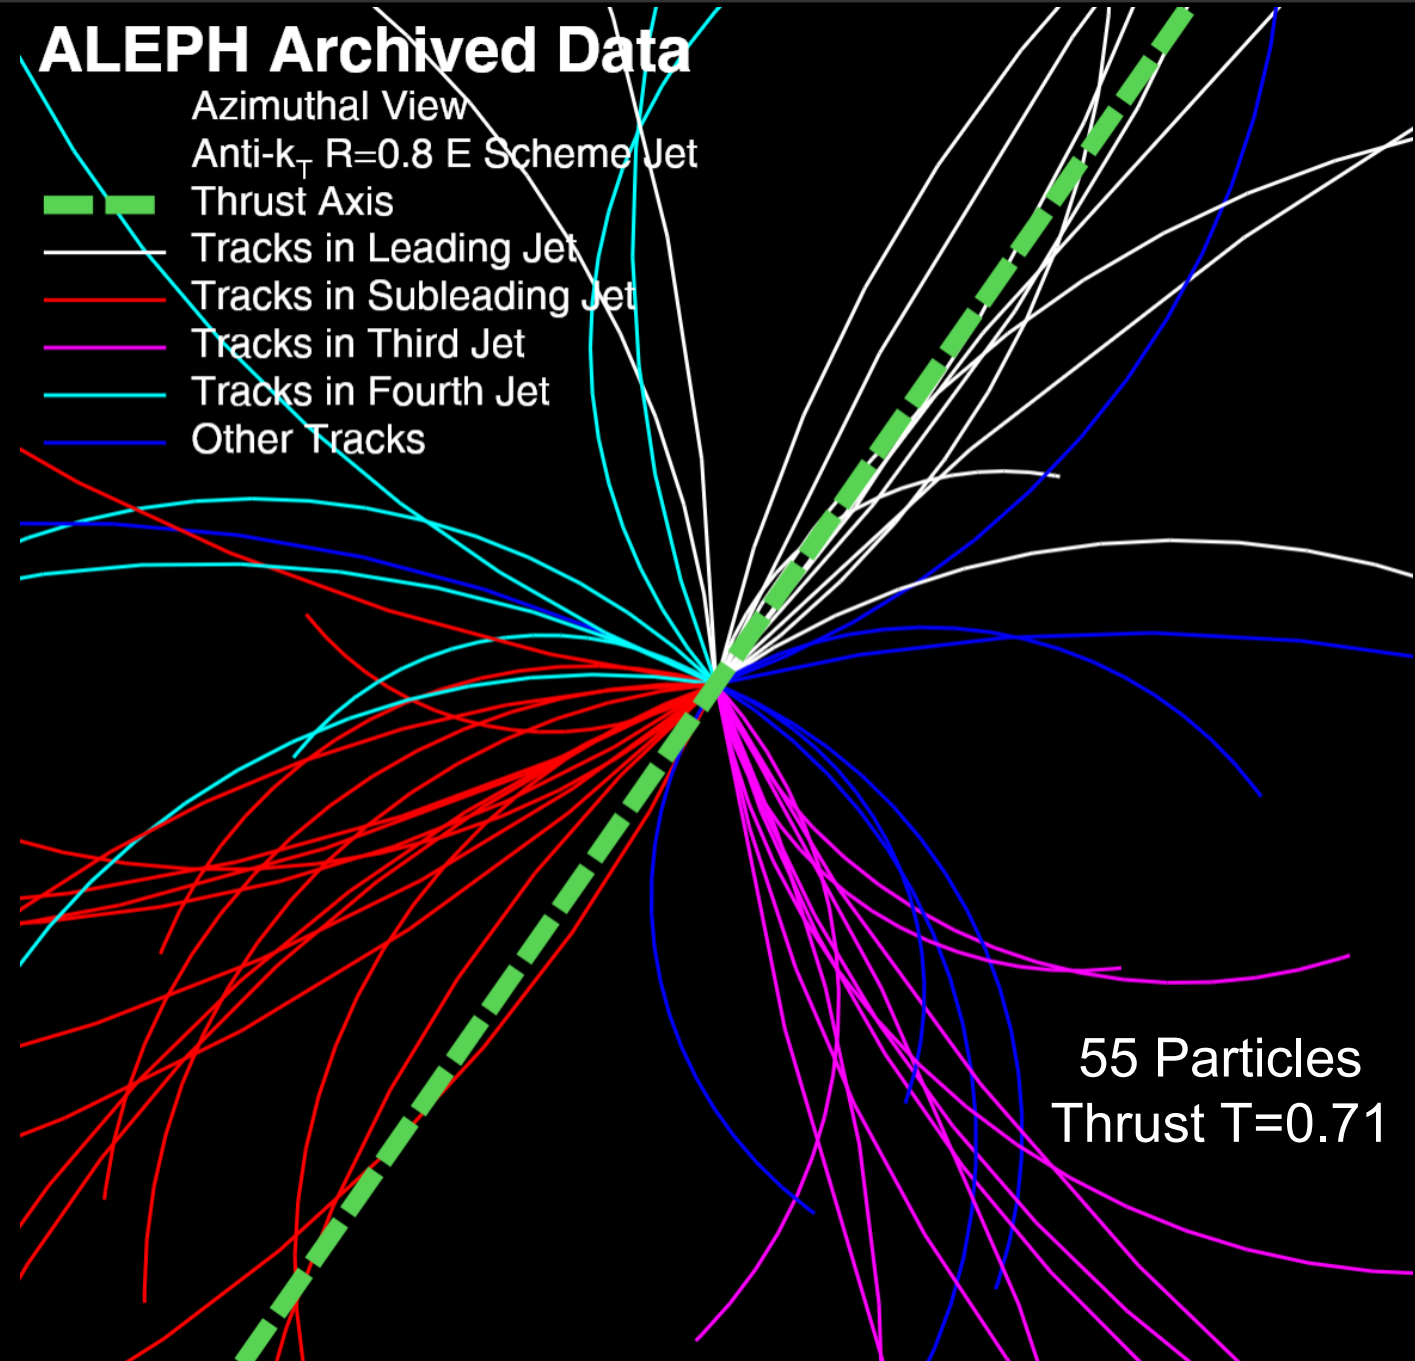 ALEPH Archived Data
Azimuthal View
Anti-kT R=0.8 E Scheme Jet
Thrust Axis
Tracks in Leading Jet
Tracks in Subleading Jet
Tracks in Third Jet
Tracks in Fourth Jet
Other Tracks
55 Particles
Thrust T=0.71